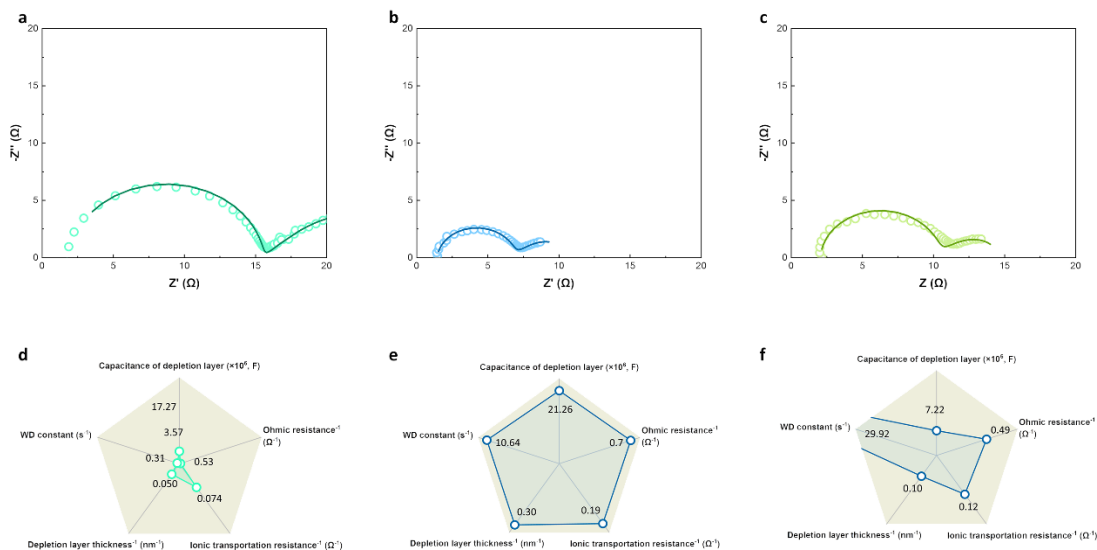 a
b
c
20
15
10
5
0
-Z'' (Ω)
0 5 10 15 20
Z' (Ω)
20
15
10
5
0
-Z'' (Ω)
0 5 10 15 20
Z' (Ω)
20
15
10
5
0
-Z'' (Ω)
0 5 10 15 20
Z (Ω)
d
Capacitance of depletion layer (×10⁶, F)
17.27
3.57
WD constant (s⁻¹)
0.31
0.53
Ohmic resistance⁻¹
(Ω⁻¹)
0.050
0.074
Depletion layer thickness⁻¹ (nm⁻¹)
Ionic transportation resistance⁻¹ (Ω⁻¹)
e
Capacitance of depletion layer (×10⁶, F)
21.26
WD constant (s⁻¹)
10.64
0.7
Ohmic resistance⁻¹
(Ω⁻¹)
0.30
0.19
Depletion layer thickness⁻¹ (nm⁻¹)
Ionic transportation resistance⁻¹ (Ω⁻¹)
f
Capacitance of depletion layer (×10⁶, F)
7.22
WD constant (s⁻¹)
29.92
0.49
Ohmic resistance⁻¹
(Ω⁻¹)
0.10
0.12
Depletion layer thickness⁻¹ (nm⁻¹)
Ionic transportation resistance⁻¹ (Ω⁻¹)